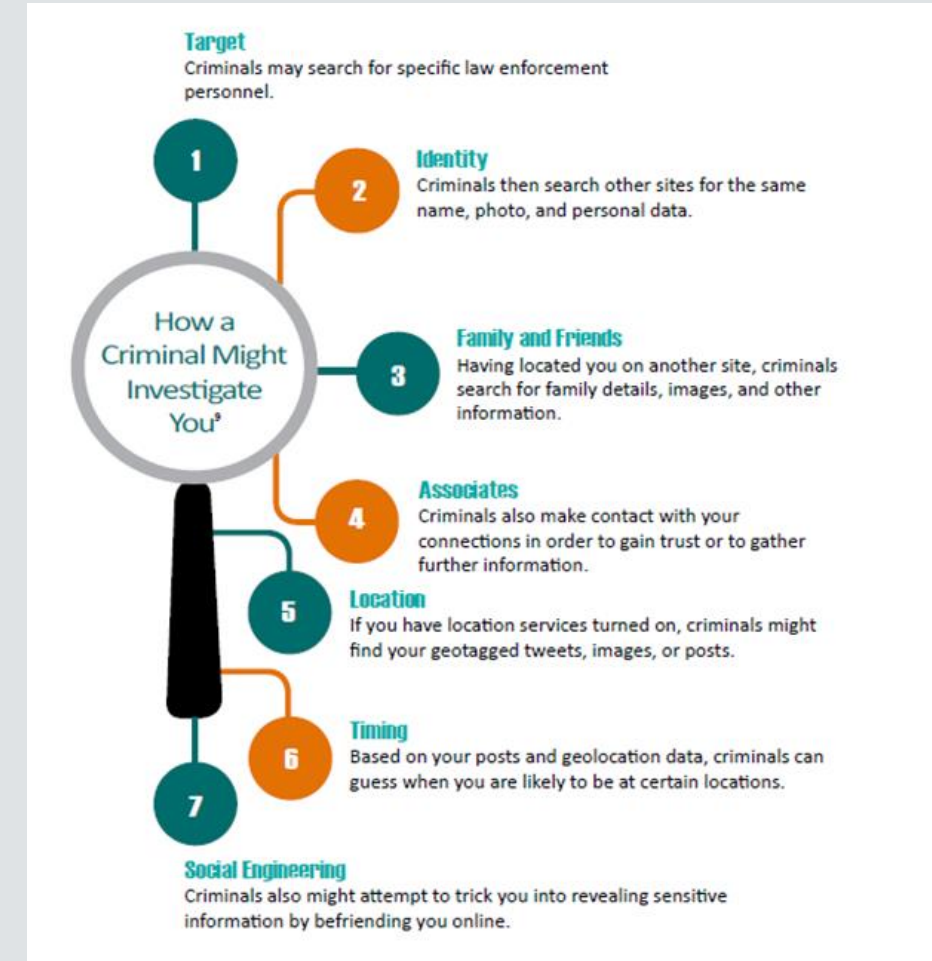 Target
Criminals may search for specific law enforcement
personnel.
1
2
Identity
Criminals then search other sites for the same
name, photo, and personal data.
How a
Criminal Might
Investigate
You⁹
3
Family and Friends
Having located you on another site, criminals
search for family details, images, and other
information.
4
Associates
Criminals also make contact with your
connections in order to gain trust or to gather
further information.
5
Location
If you have location services turned on, criminals might
find your geotagged tweets, images, or posts.
6
Timing
Based on your posts and geolocation data, criminals can
guess when you are likely to be at certain locations.
7
Social Engineering
Criminals also might attempt to trick you into revealing sensitive
information by befriending you online.